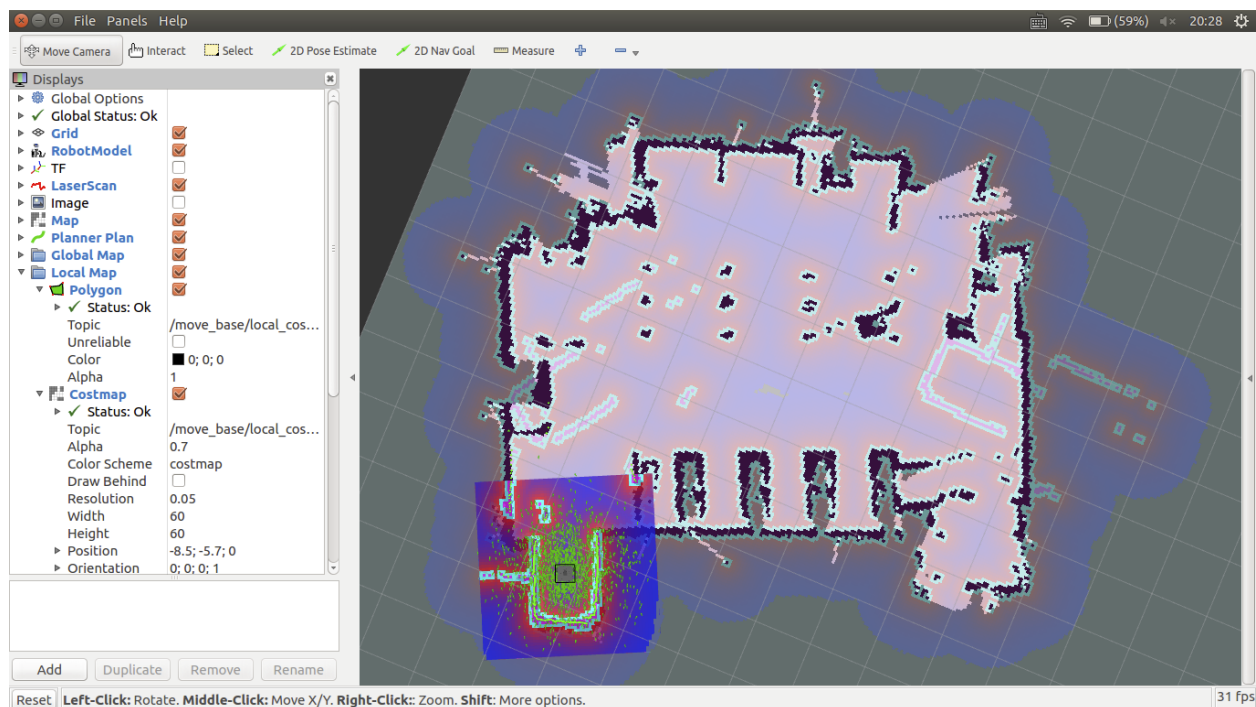 File Panels Help (59%) 20:28
Move Camera Interact Select 2D Pose Estimate 2D Nav Goal Measure
Displays
Global Options
Global Status: Ok
Grid
RobotModel
TF
LaserScan
Image
Map
Planner Plan
Global Map
Local Map
Polygon
Status: Ok
Topic /move_base/local_cos...
Unreliable
Color 0; 0; 0
Alpha 1
Costmap
Status: Ok
Topic /move_base/local_cos...
Alpha 0.7
Color Scheme costmap
Draw Behind
Resolution 0.05
Width 60
Height 60
Position -8.5; -5.7; 0
Orientation 0; 0; 0; 1
Add Duplicate Remove Rename
Reset Left-Click: Rotate. Middle-Click: Move X/Y. Right-Click:: Zoom. Shift: More options. 31 fps